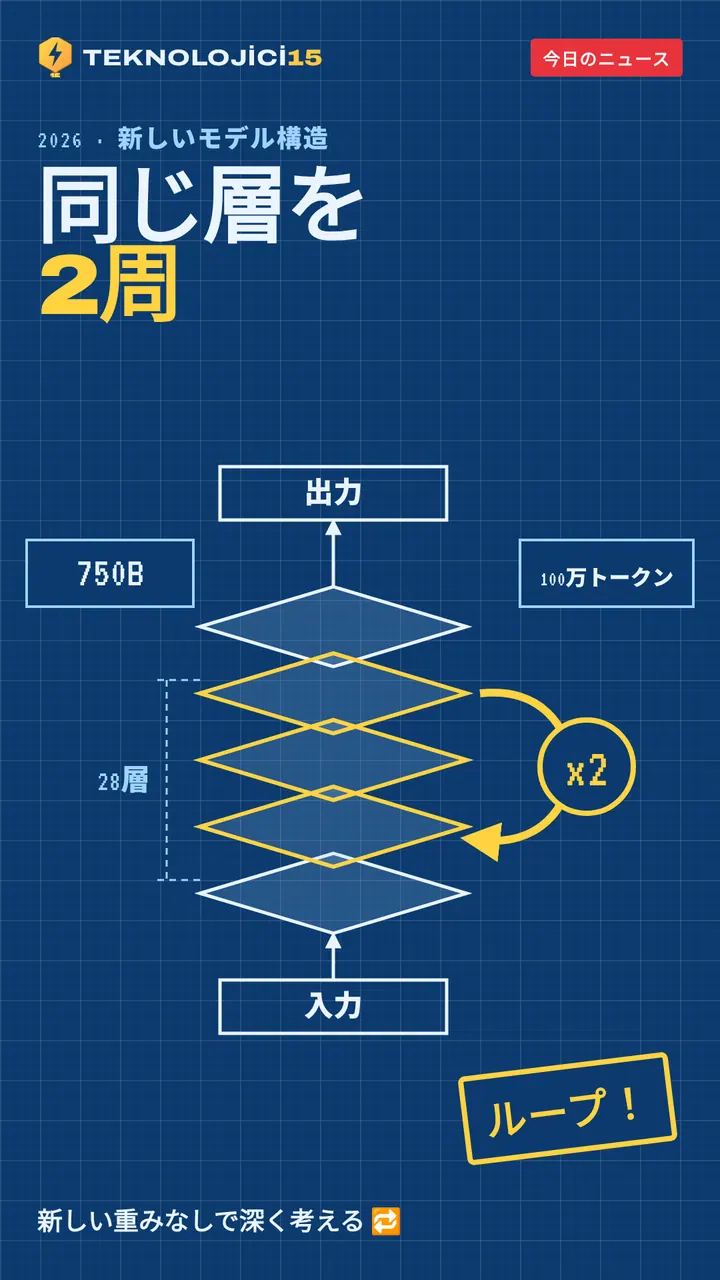 TEKNOLOJİCİ15
今日のニュース
2026 · 新しいモデル構造
同じ層を
2周
出力
750B
100万トークン
x2
28層
入力
ループ！
新しい重みなしで深く考える 🔁